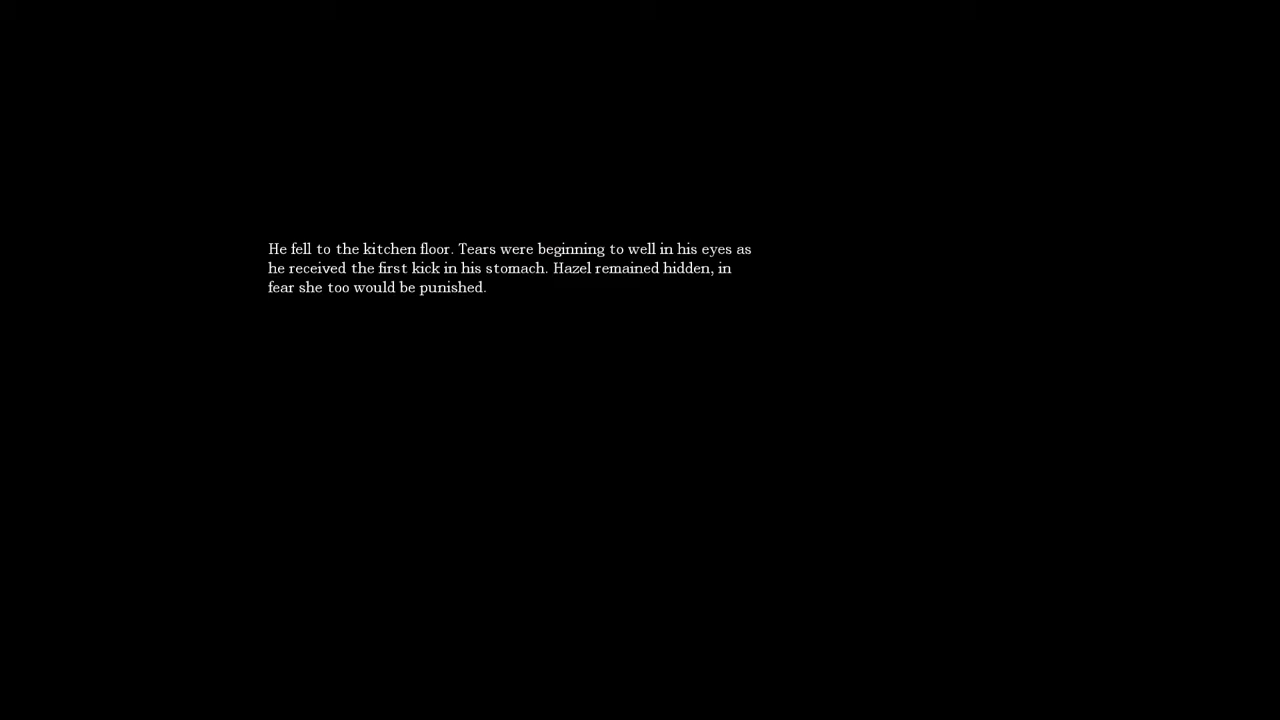 He fell to the kitchen floor. Tears were beginning to well in his eyes as
he received the first kick in his stomach. Hazel remained hidden, in
fear she too would be punished.